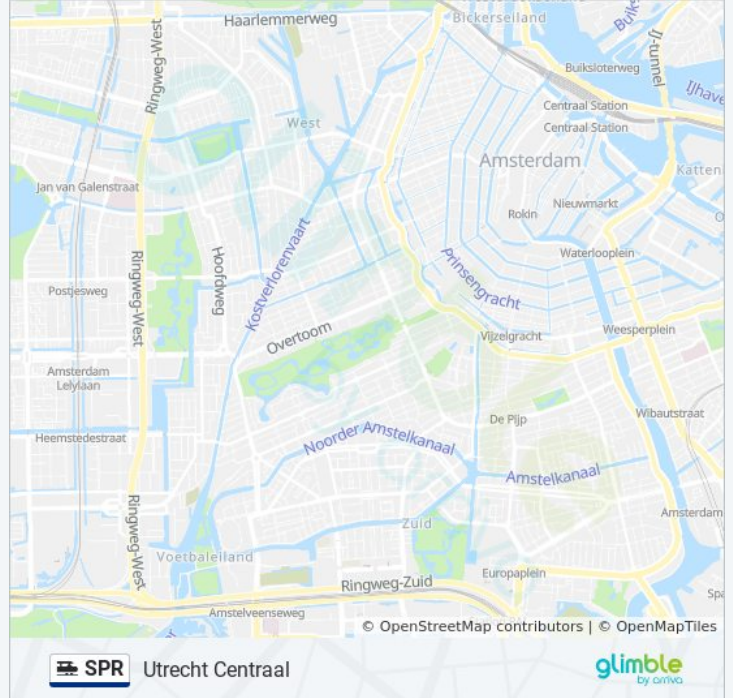 Haarlemmerweg
Bickerseiland
Buiks
IJ-tunnel
Ringweg-West
Buiksloterweg
IJhave
Centraal Station
West
Centraal Station
Amsterdam
Katten
Jan van Galenstraat
Nieuwmarkt
Rokin
O
Kostverlorenvaart
Waterlooplein
Hoofdweg
Prinsengracht
Postjesweg
Ringweg-West
Overtoom
Vijzelgracht
Weesperplein
Amsterdam
Lelylaan
De Pijp
Wibautstraat
Heemstedestraat
Noorder Amstelkanaal
Amstelkanaal
Ringweg-West
Amsterdam
Zuid
Voetbaleiland
Europaplein
Ringweg-Zuid
Spa
Amstelveenseweg
er
© OpenStreetMap contributors | © OpenMapTiles
SPR Utrecht Centraal
glimble
by arriva